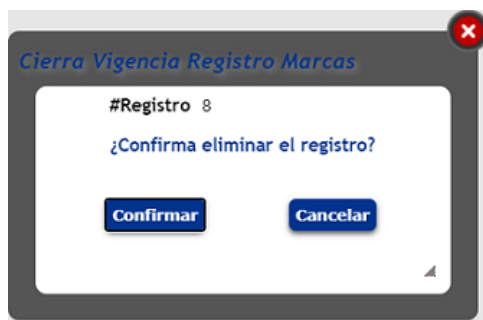 Cierra Vigencia Registro Marcas
#Registro 8
¿Confirma eliminar el registro?
Confirmar Cancelar